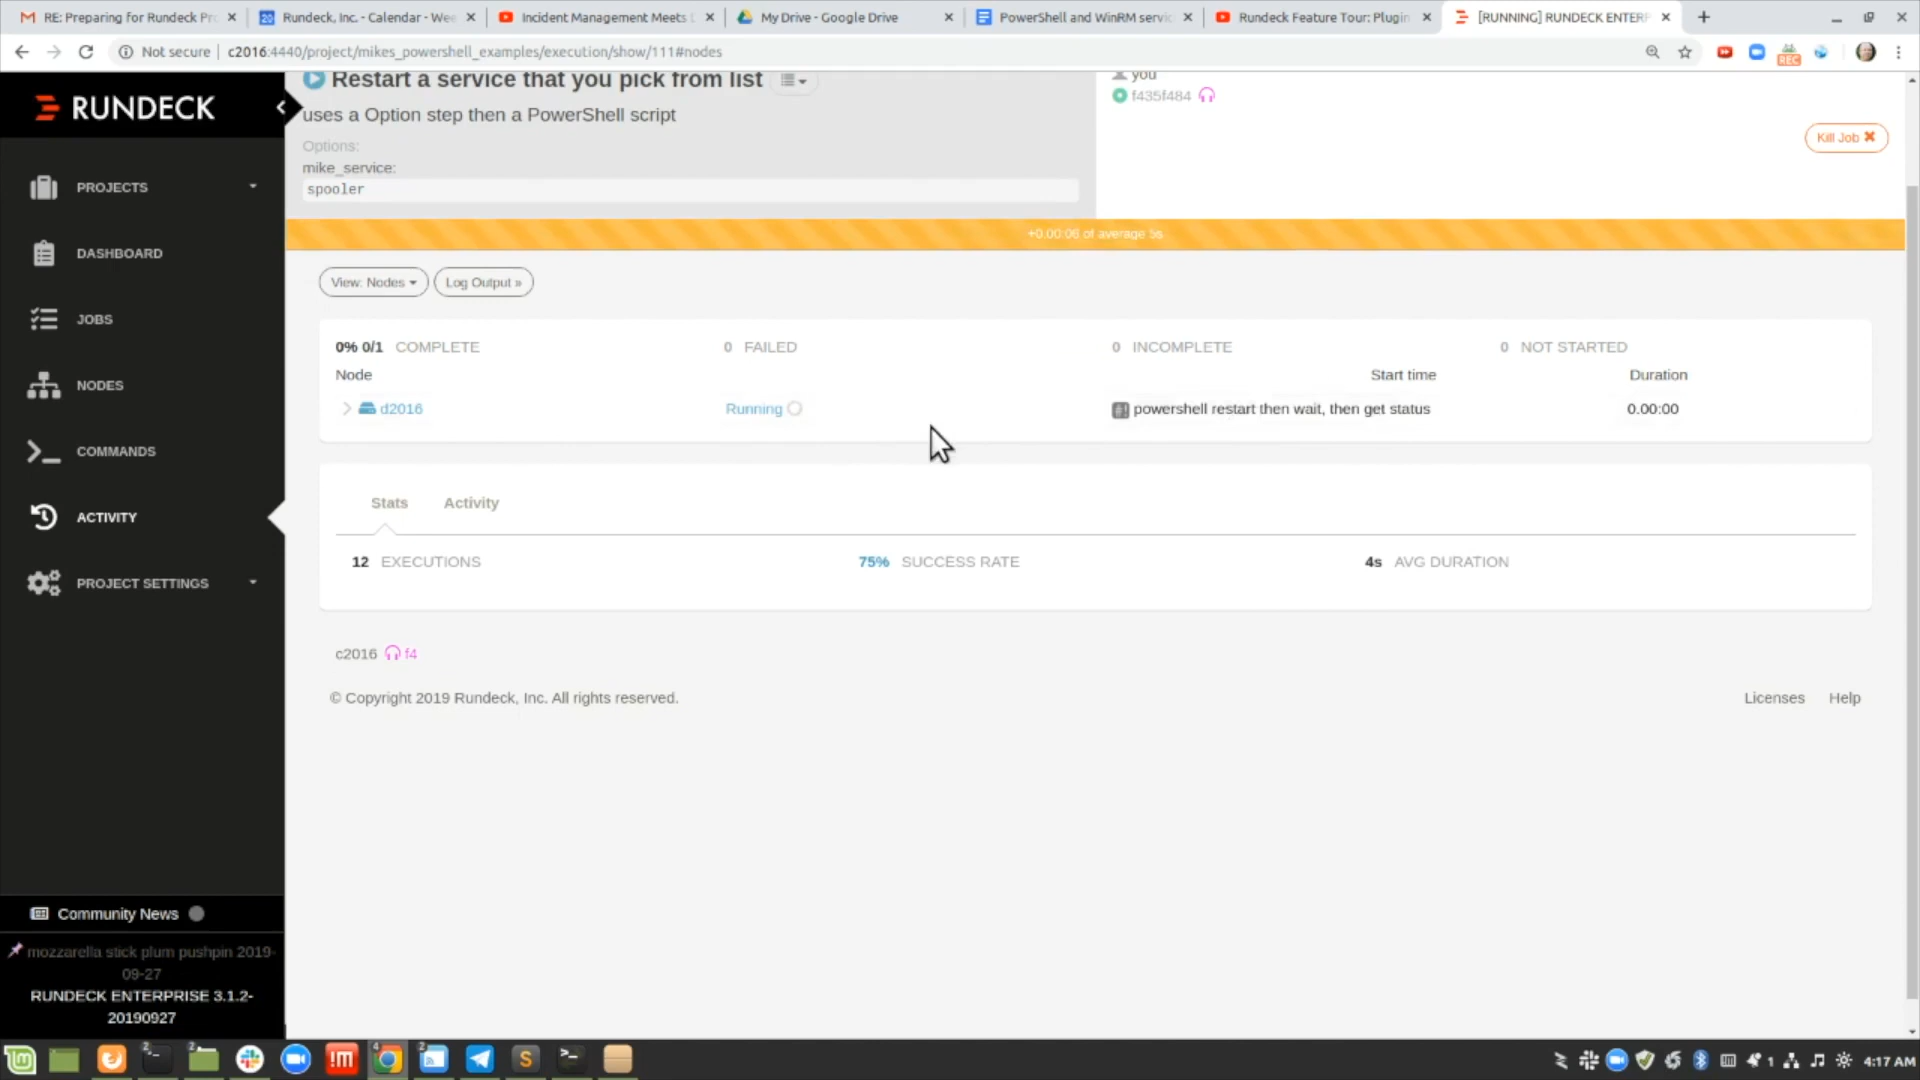 RE: Preparing for Rundeck Pr
Rundeck, Inc. - Calendar - Wee
Incident Management Meets
My Drive - Google Drive
PowerShell and WinRM servic
Rundeck Feature Tour: Plugin
[RUNNING] RUNDECK ENTERP
Not secure
c2016:4440/project/mikes_powershell_examples/execution/show/111#nodes
REC
RUNDECK
Restart a service that you pick from list
you
f435f484
uses a Option step then a PowerShell script
Kill Job
Options:
mike_service:
spooler
+0.00:06 of average 5s
PROJECTS
DASHBOARD
JOBS
NODES
COMMANDS
ACTIVITY
PROJECT SETTINGS
View: Nodes
Log Output »
0% 0/1 COMPLETE
0 FAILED
0 INCOMPLETE
0 NOT STARTED
Node
Start time
Duration
d2016
Running
powershell restart then wait, then get status
0.00:00
Stats
Activity
12 EXECUTIONS
75% SUCCESS RATE
4s AVG DURATION
c2016 f4
© Copyright 2019 Rundeck, Inc. All rights reserved.
Licenses
Help
Community News
mozzarella stick plum pushpin 2019-
09-27
RUNDECK ENTERPRISE 3.1.2-
20190927
4:17 AM